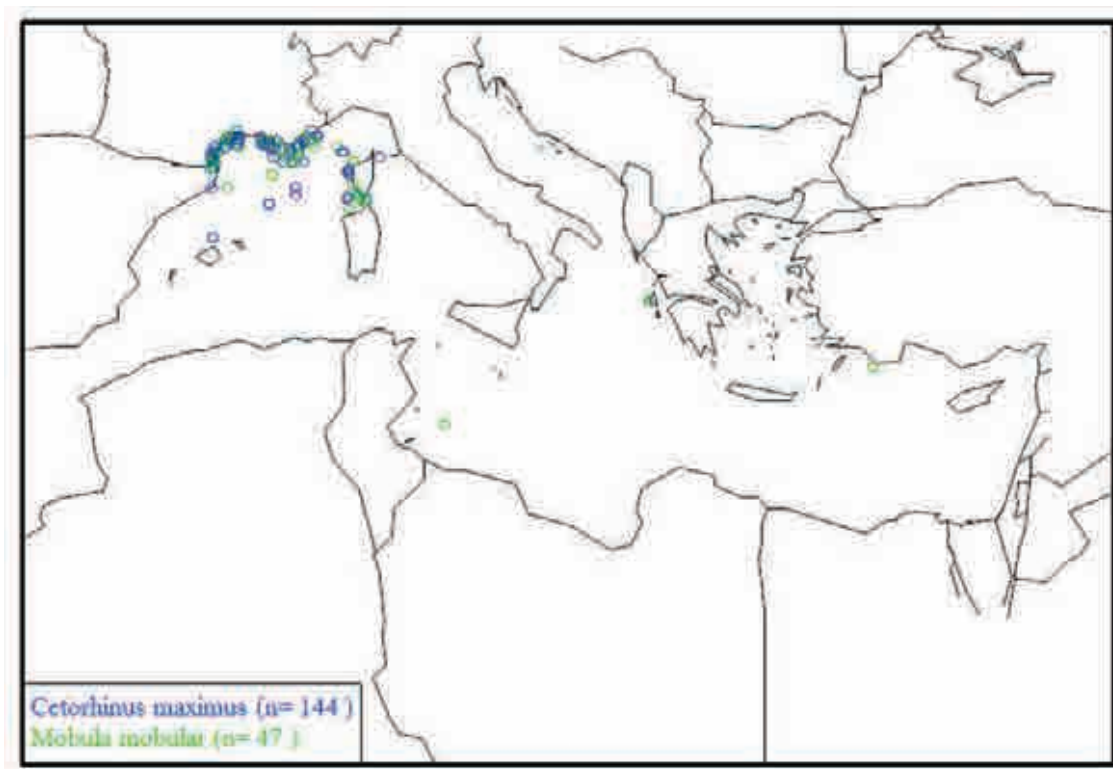 Cetorhinus maximus (n= 144 )
Mobula mobular (n= 47 )